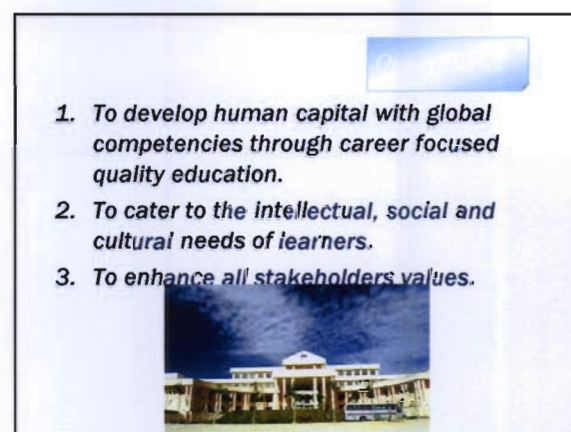 1. To develop human capital with global
competencies through career focused
quality education.
2. To cater to the intellectual, social and
cultural needs of learners.
3. To enhance all stakeholders values.